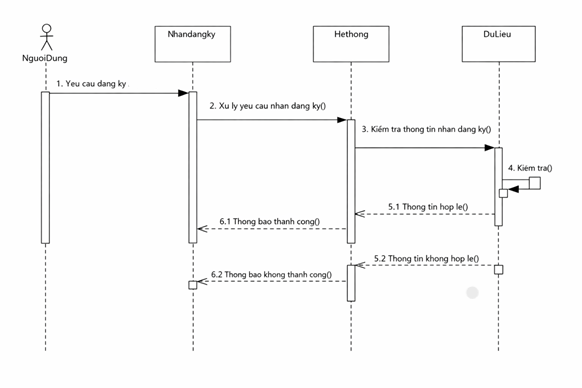 NguoiDung
Nhandangky
Hethong
DuLieu
1. Yeu cau dang ky
2. Xu ly yeu cau nhan dang ky()
3. Kiểm tra thong tin nhan dang ky()
4. Kiểm tra()
5.1 Thong tin hop le()
6.1 Thong bao thanh cong()
5.2 Thong tin khong hop le()
6.2 Thong bao khong thanh cong()